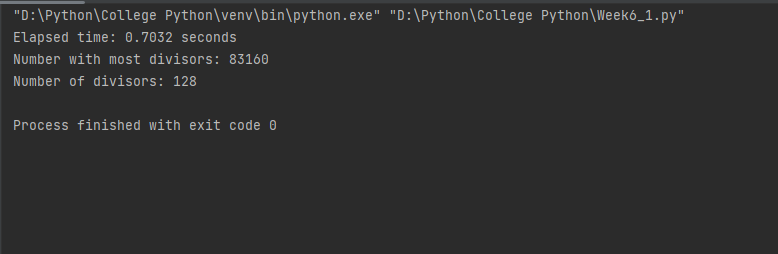 "D:\Python\College Python\venv\bin\python.exe" "D:\Python\College Python\Week6_1.py"
Elapsed time: 0.7032 seconds
Number with most divisors: 83160
Number of divisors: 128
Process finished with exit code 0